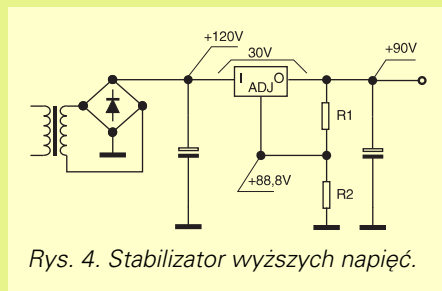 +120V
30V
+90V
I
O
ADJ
R1
+88,8V
R2
Rys. 4. Stabilizator wyższych napięć.